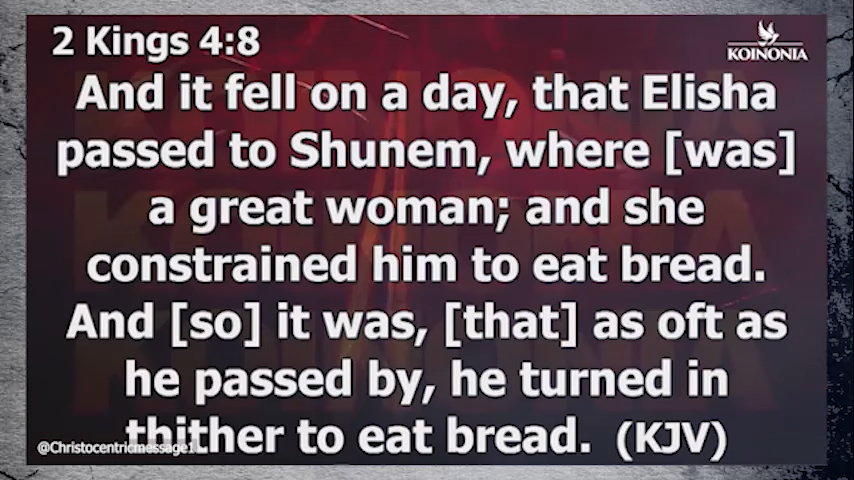 2 Kings 4:8
KOINONIA
And it fell on a day, that Elisha
passed to Shunem, where [was]
a great woman; and she
constrained him to eat bread.
And [so] it was, [that] as oft as
he passed by, he turned in
thither to eat bread. (KJV)